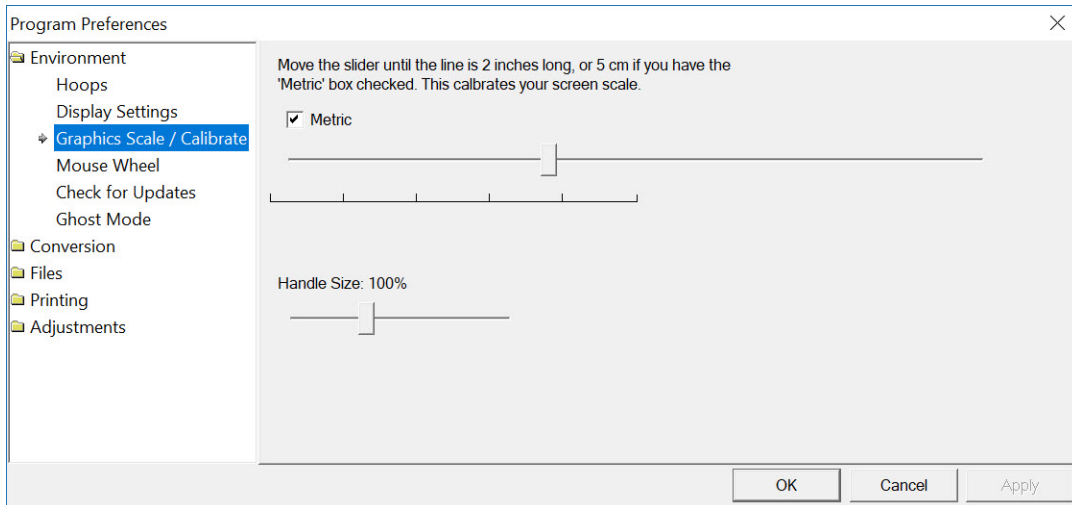 Program Preferences
Environment
Hoops
Display Settings
Graphics Scale / Calibrate
Mouse Wheel
Check for Updates
Ghost Mode
Conversion
Files
Printing
Adjustments
Move the slider until the line is 2 inches long, or 5 cm if you have the
'Metric' box checked. This calbrates your screen scale.
Metric
Handle Size: 100%
OK
Cancel
Apply